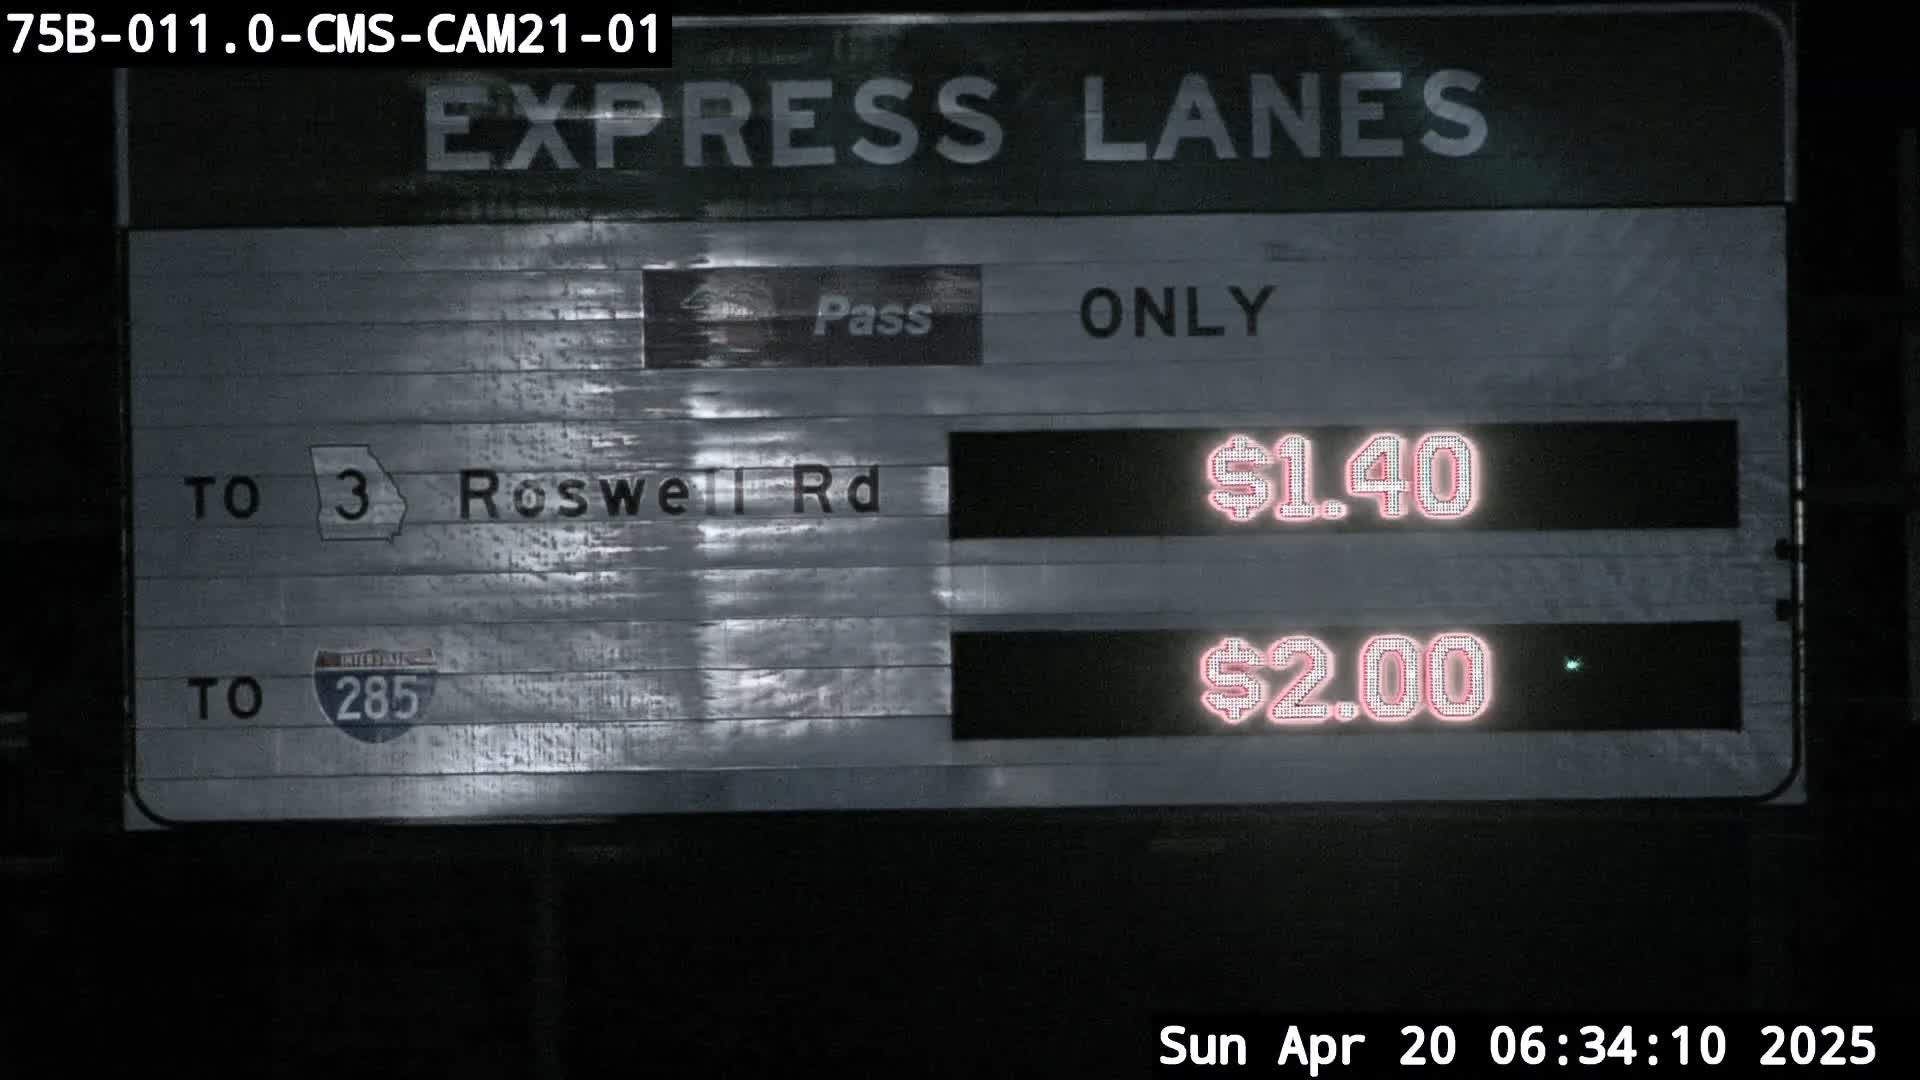 75B-011.0-CMS-CAM21-01
EXPRESS LANES
Pass ONLY
TO 3 Roswell Rd $1.40
INTERSTATE
TO 285 $2.00
Sun Apr 20 06:34:10 2025